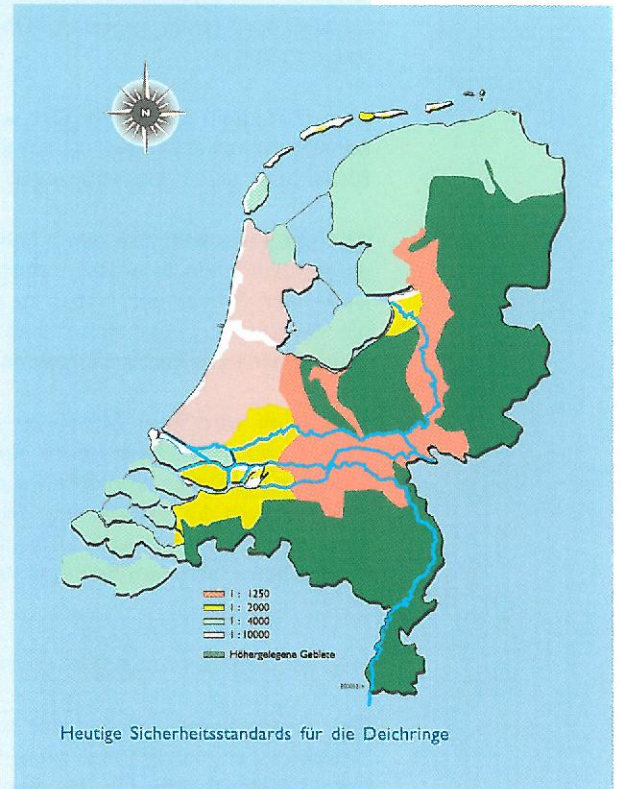 N
1 : 1250
1 : 2000
1 : 4000
1 : 10000
Höhergelegene Gebiete
Heutige Sicherheitsstandards für die Deichringe